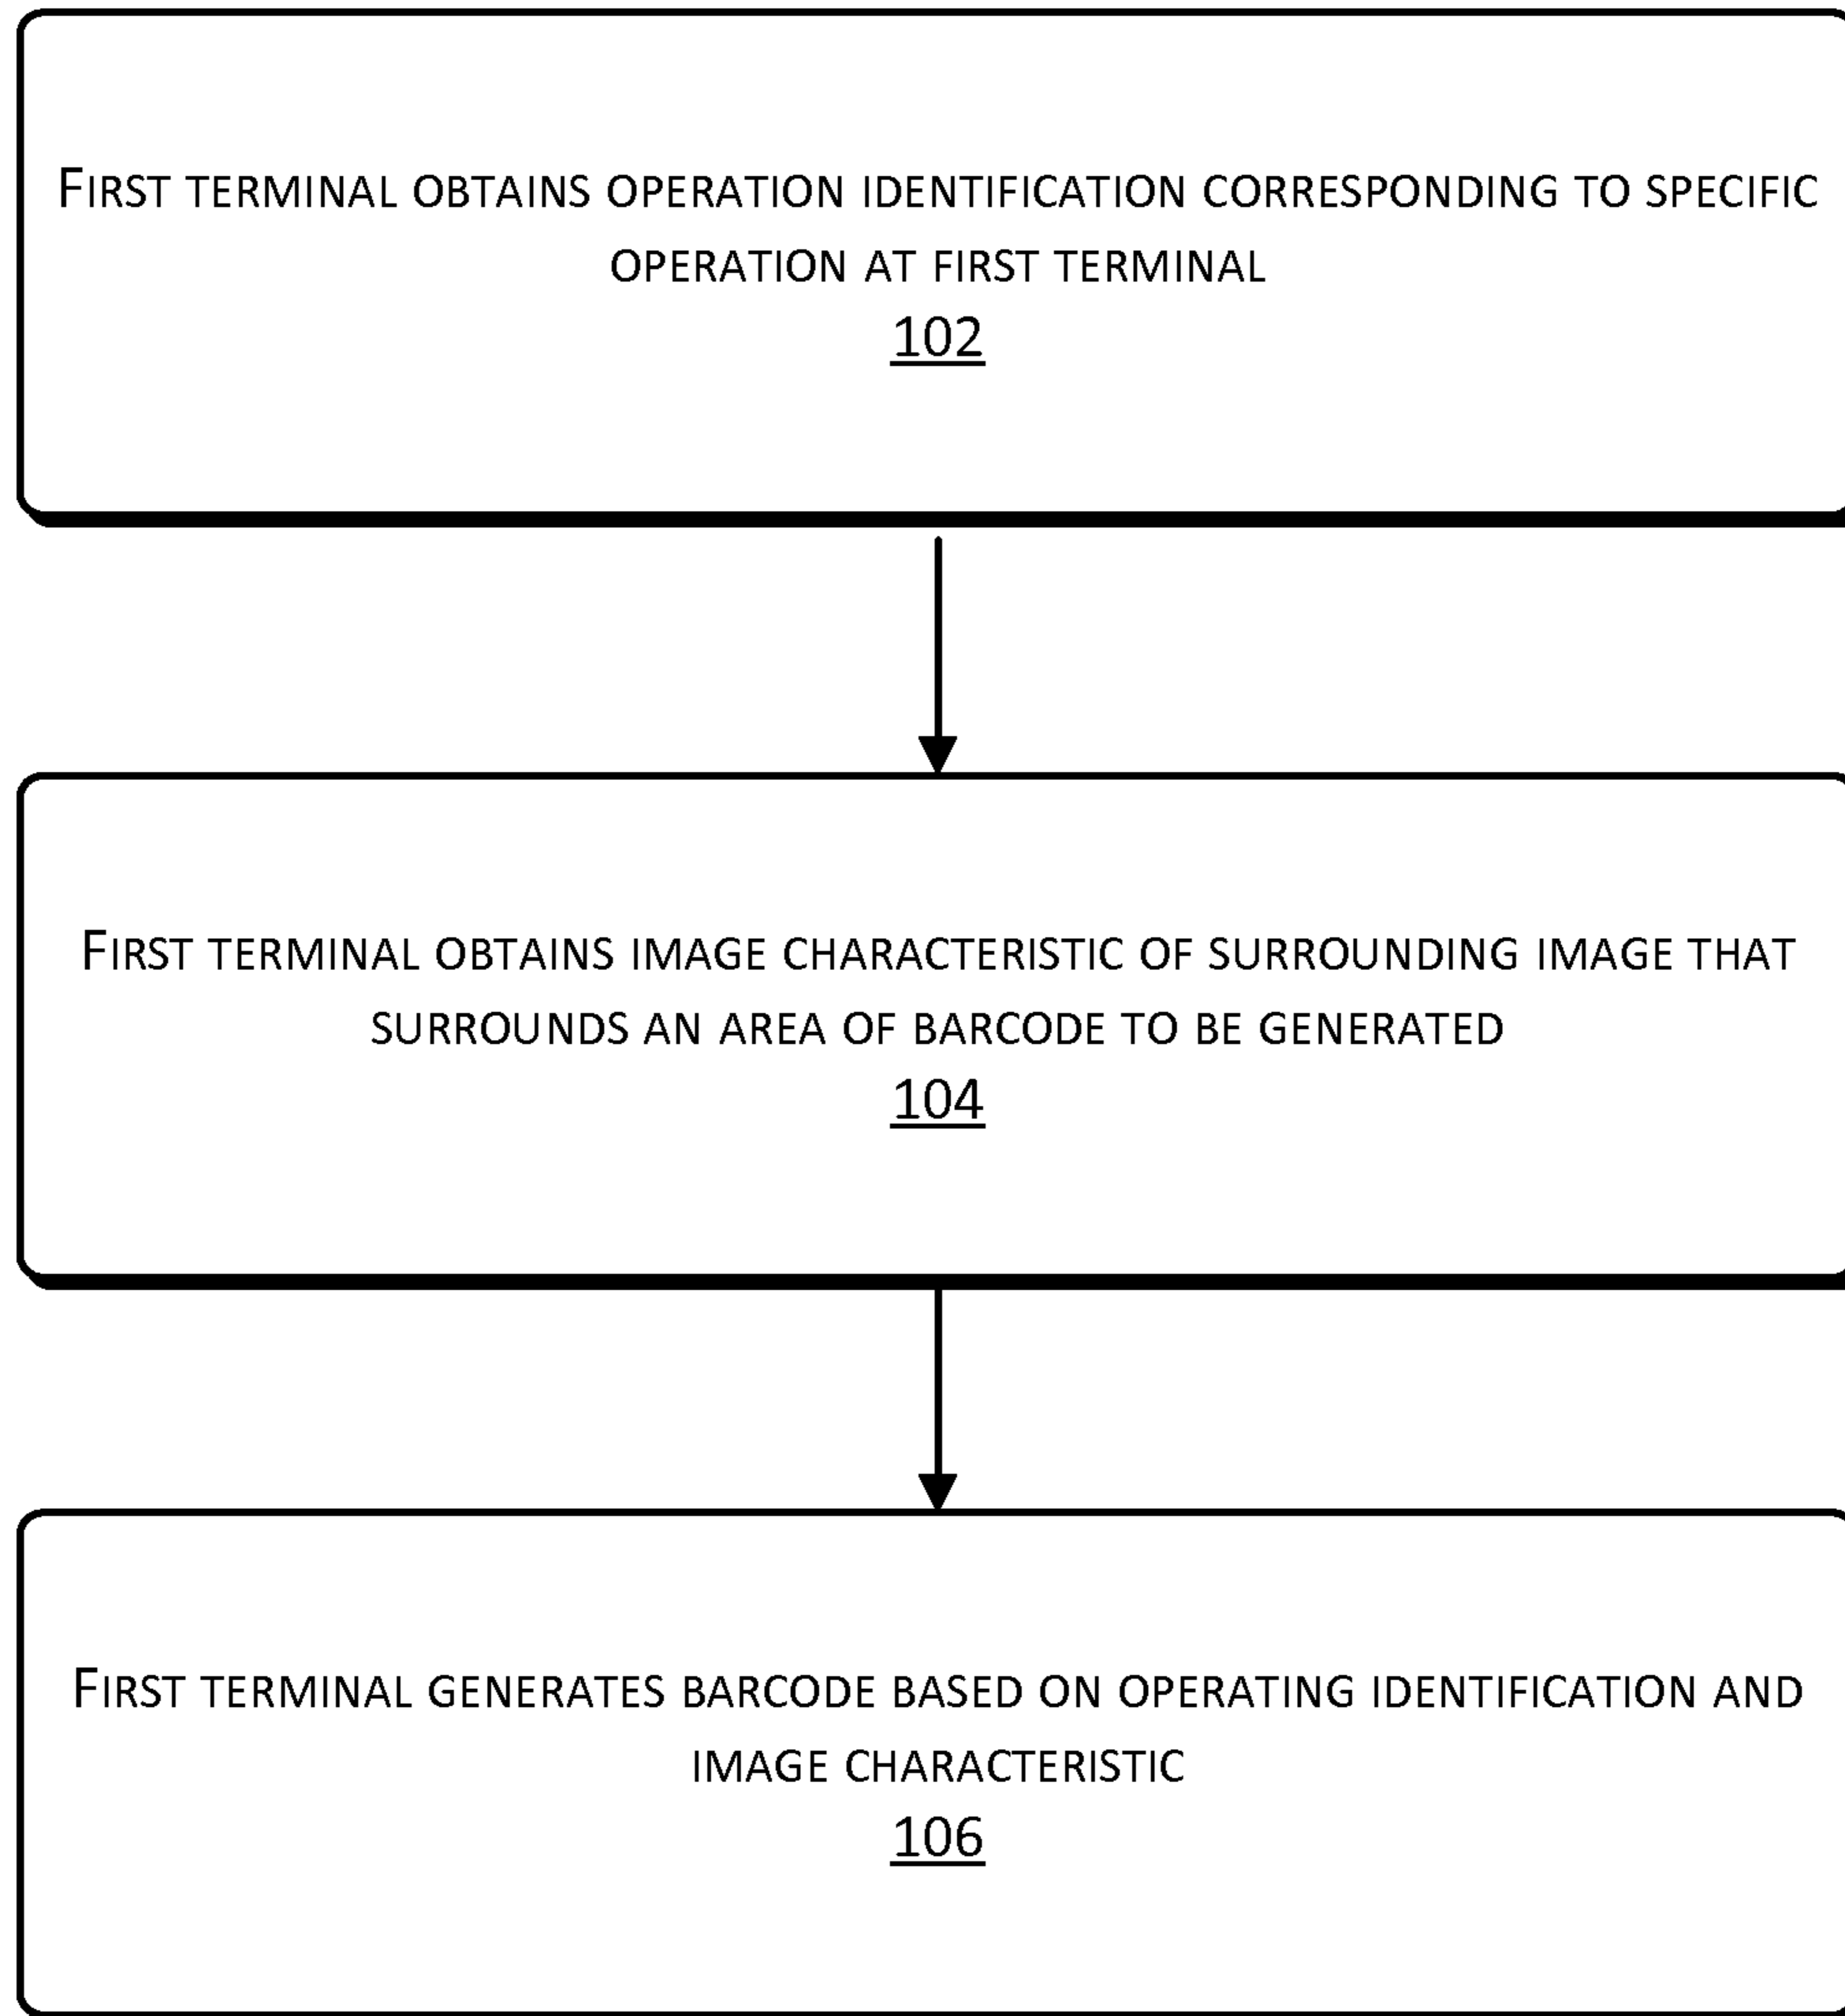 First terminal obtains operation identification corresponding to specific
operation at first terminal
102
First terminal obtains image characteristic of surrounding image that
surrounds an area of barcode to be generated
104
First terminal generates barcode based on operating identification and
image characteristic
106